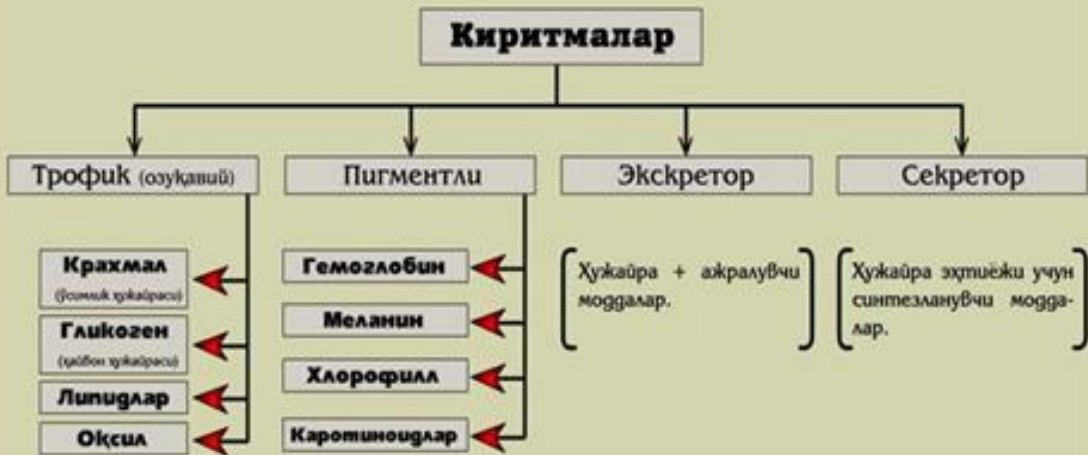 Киритмалар
Трофик (озуқавий)
Крахмал
(ўсимлик ҳужайраси)
Гликоген
(ҳайвон ҳужайраси)
Липидлар
Оқсил
Пигментли
Гемоглобин
Меланин
Хлорофилл
Каротиноидлар
Экскретор
Ҳужайра + ажралувчи
моддалар.
Секретор
Ҳужайра эҳтиёжи учун
синтезланувчи модда-
лар.